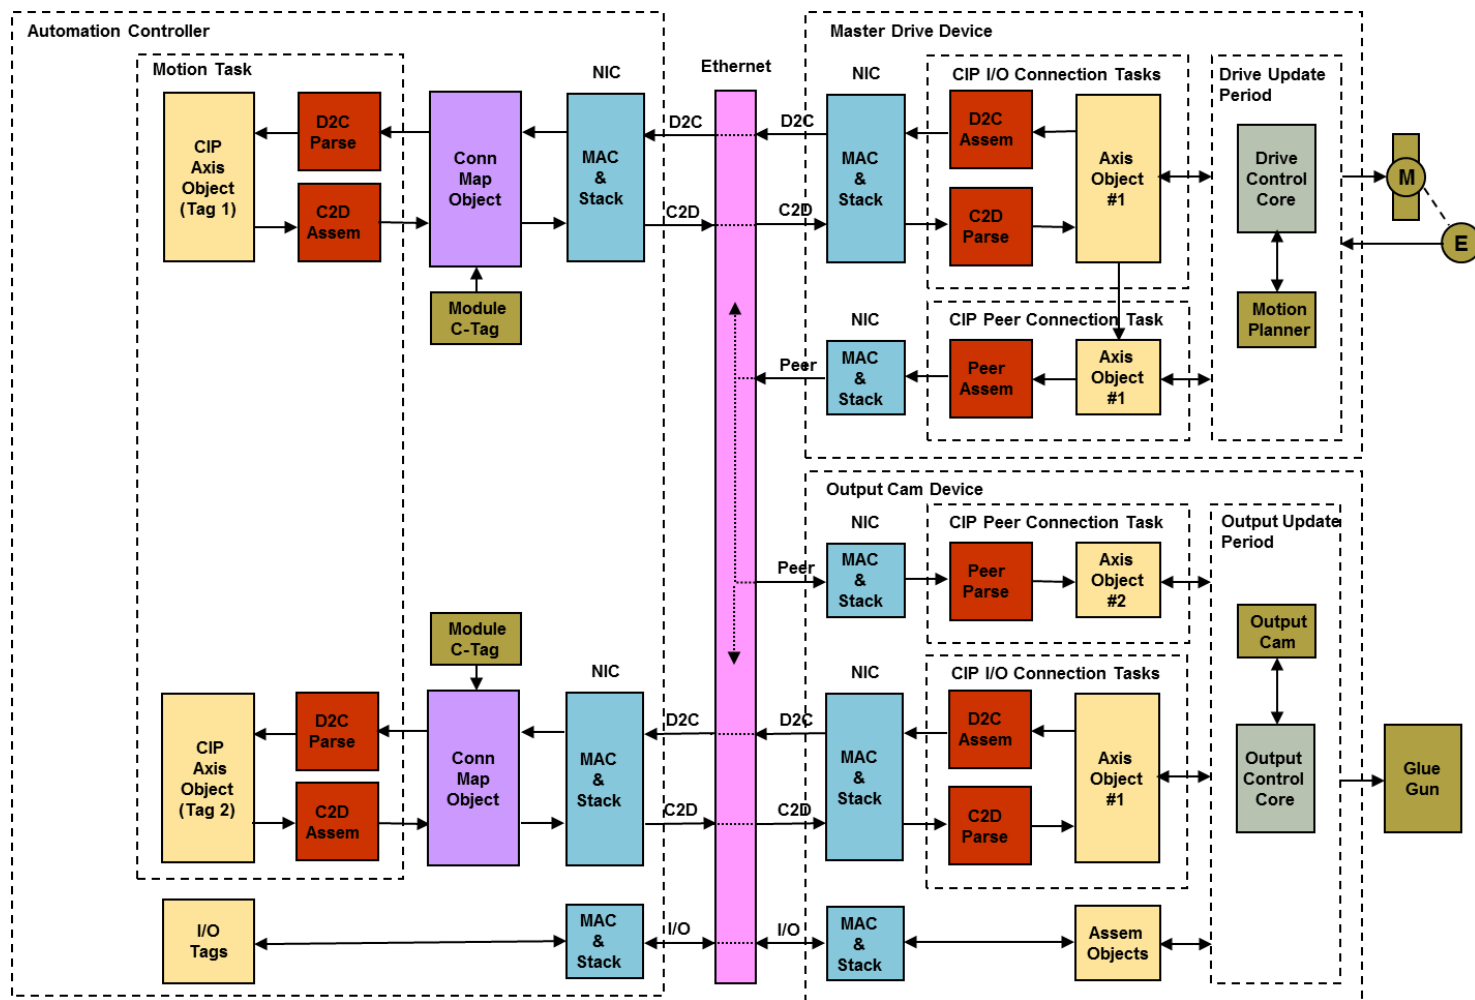 Automation Controller
Motion Task
CIP
Axis
Object
(Tag 1)
D2C
Parse
C2D
Assem
Conn
Map
Object
Module
C-Tag
NIC
MAC
&
Stack
D2C
C2D
Ethernet
Master Drive Device
D2C
C2D
NIC
MAC
&
Stack
CIP I/O Connection Tasks
D2C
Assem
C2D
Parse
Axis
Object
#1
Drive Update
Period
Drive
Control
Core
Motion
Planner
M
E
Peer
NIC
MAC
&
Stack
CIP Peer Connection Task
Peer
Assem
Axis
Object
#1
Output Cam Device
Peer
NIC
MAC
&
Stack
CIP Peer Connection Task
Peer
Parse
Axis
Object
#2
Output Update
Period
Output
Cam
Output
Control
Core
Glue
Gun
Module
C-Tag
CIP
Axis
Object
(Tag 2)
D2C
Parse
C2D
Assem
Conn
Map
Object
NIC
MAC
&
Stack
D2C
C2D
D2C
C2D
NIC
MAC
&
Stack
CIP I/O Connection Tasks
D2C
Assem
C2D
Parse
Axis
Object
#1
I/O
Tags
MAC
&
Stack
I/O
I/O
MAC
&
Stack
Assem
Objects